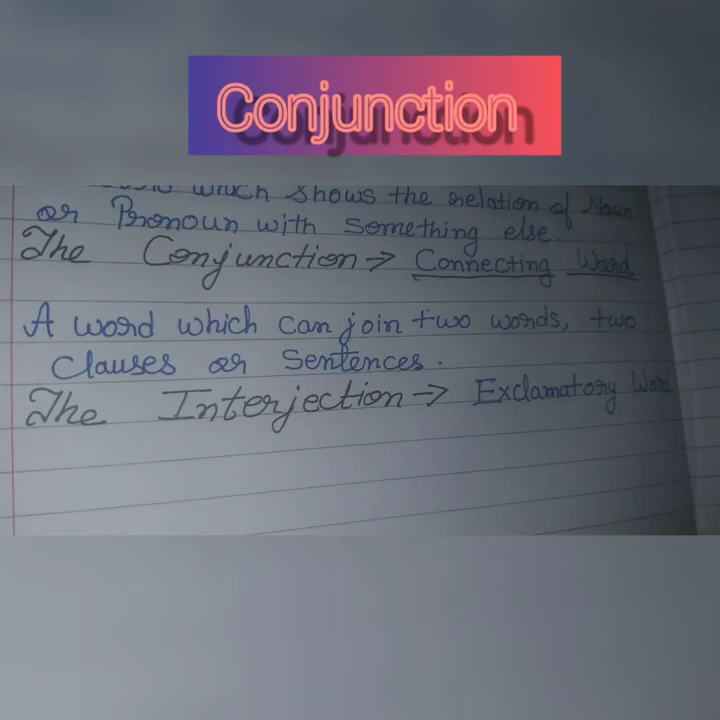 Conjunction
which shows the relation of Noun
or Pronoun with something else.
The Conjunction → Connecting Word
A word which can join two words, two
Clauses or Sentences.
The Interjection → Exclamatory Word